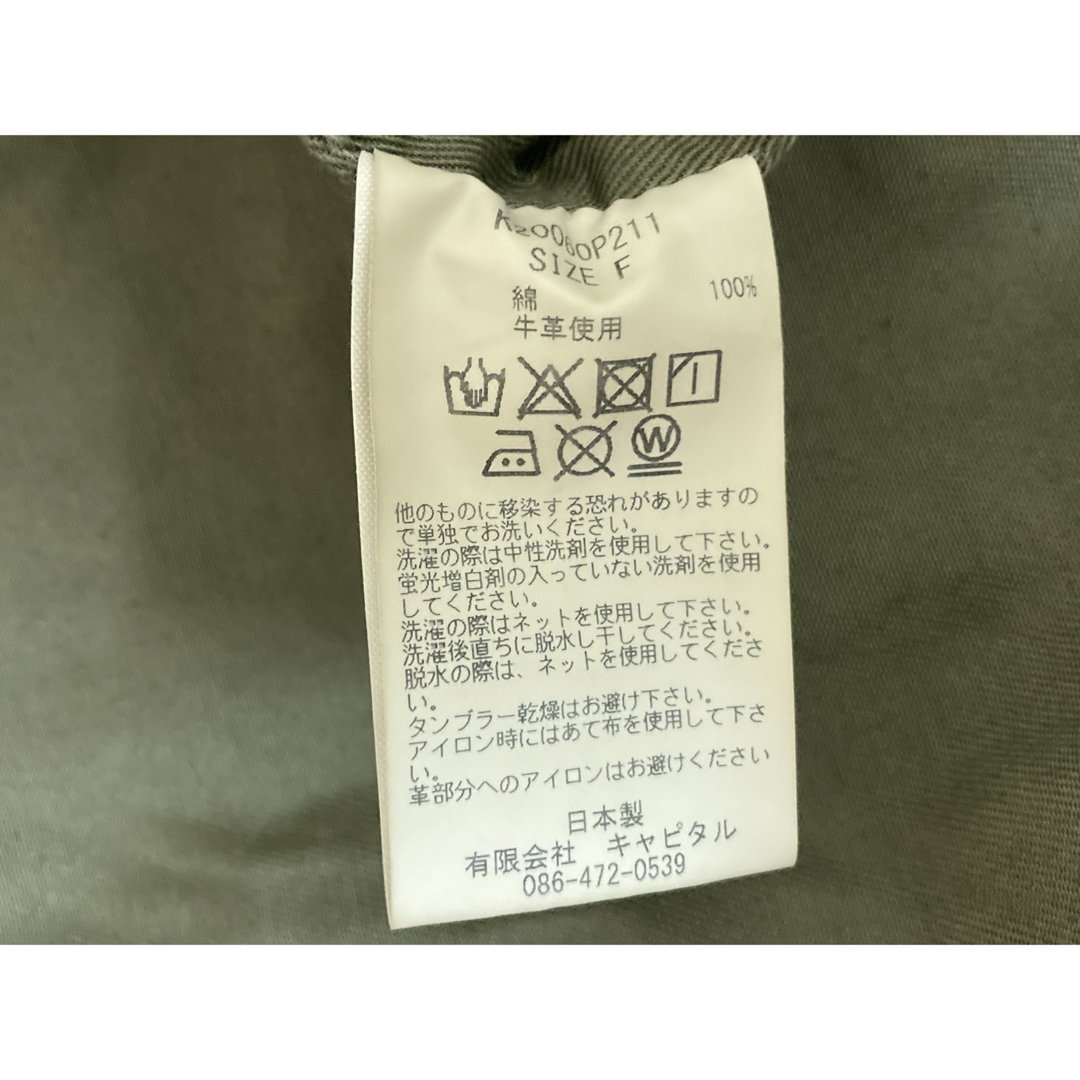 K2006OP211
SIZE F
綿 100%
牛革使用
W
他のものに移染する恐れがありますの
で単独でお洗いください。
洗濯の際は中性洗剤を使用して下さい。
蛍光増白剤の入っていない洗剤を使用
してください。
洗濯の際はネットを使用して下さい。
洗濯後直ちに脱水し干してください。
脱水の際は、ネットを使用してくださ
い。
タンブラー乾燥はお避け下さい。
アイロン時にはあて布を使用して下さ
い。
革部分へのアイロンはお避けください
日本製
有限会社 キャピタル
086-472-0539